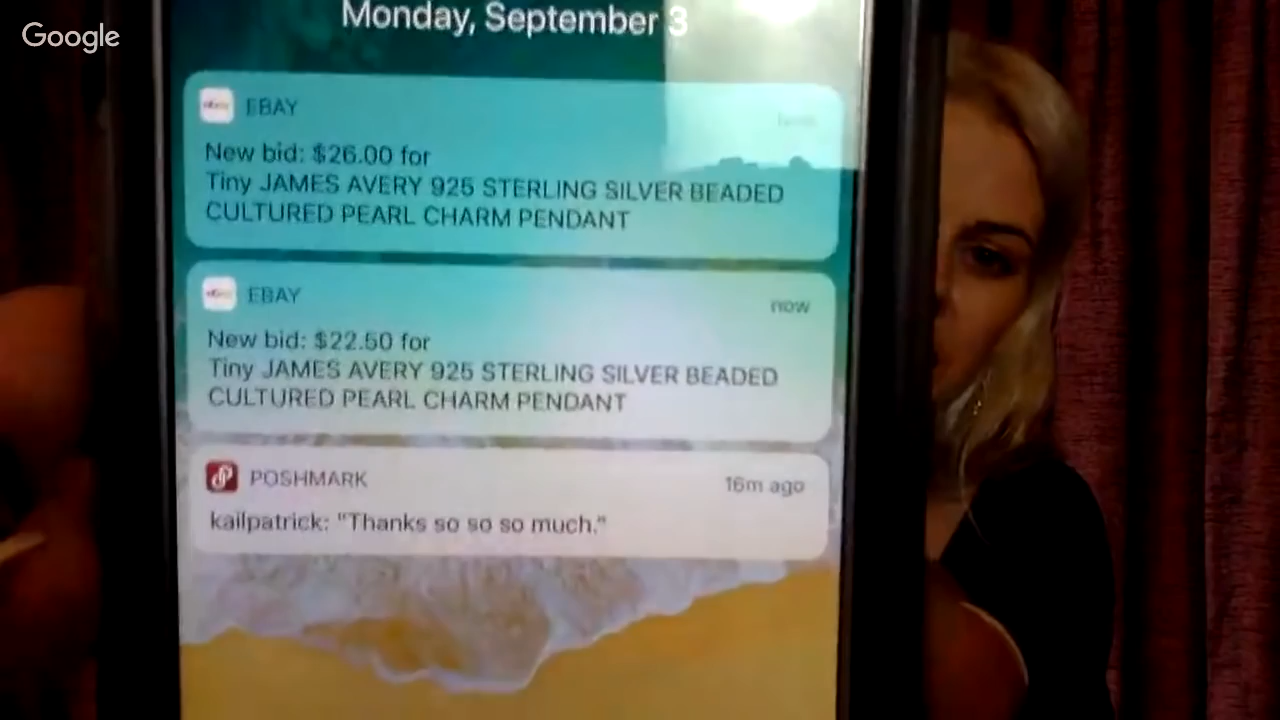 Google
Monday, September 3
EBAY
New bid: $26.00 for
Tiny JAMES AVERY 925 STERLING SILVER BEADED
CULTURED PEARL CHARM PENDANT
EBAY
now
New bid: $22.50 for
Tiny JAMES AVERY 925 STERLING SILVER BEADED
CULTURED PEARL CHARM PENDANT
POSHMARK
16m ago
kailpatrick: "Thanks so so so much."